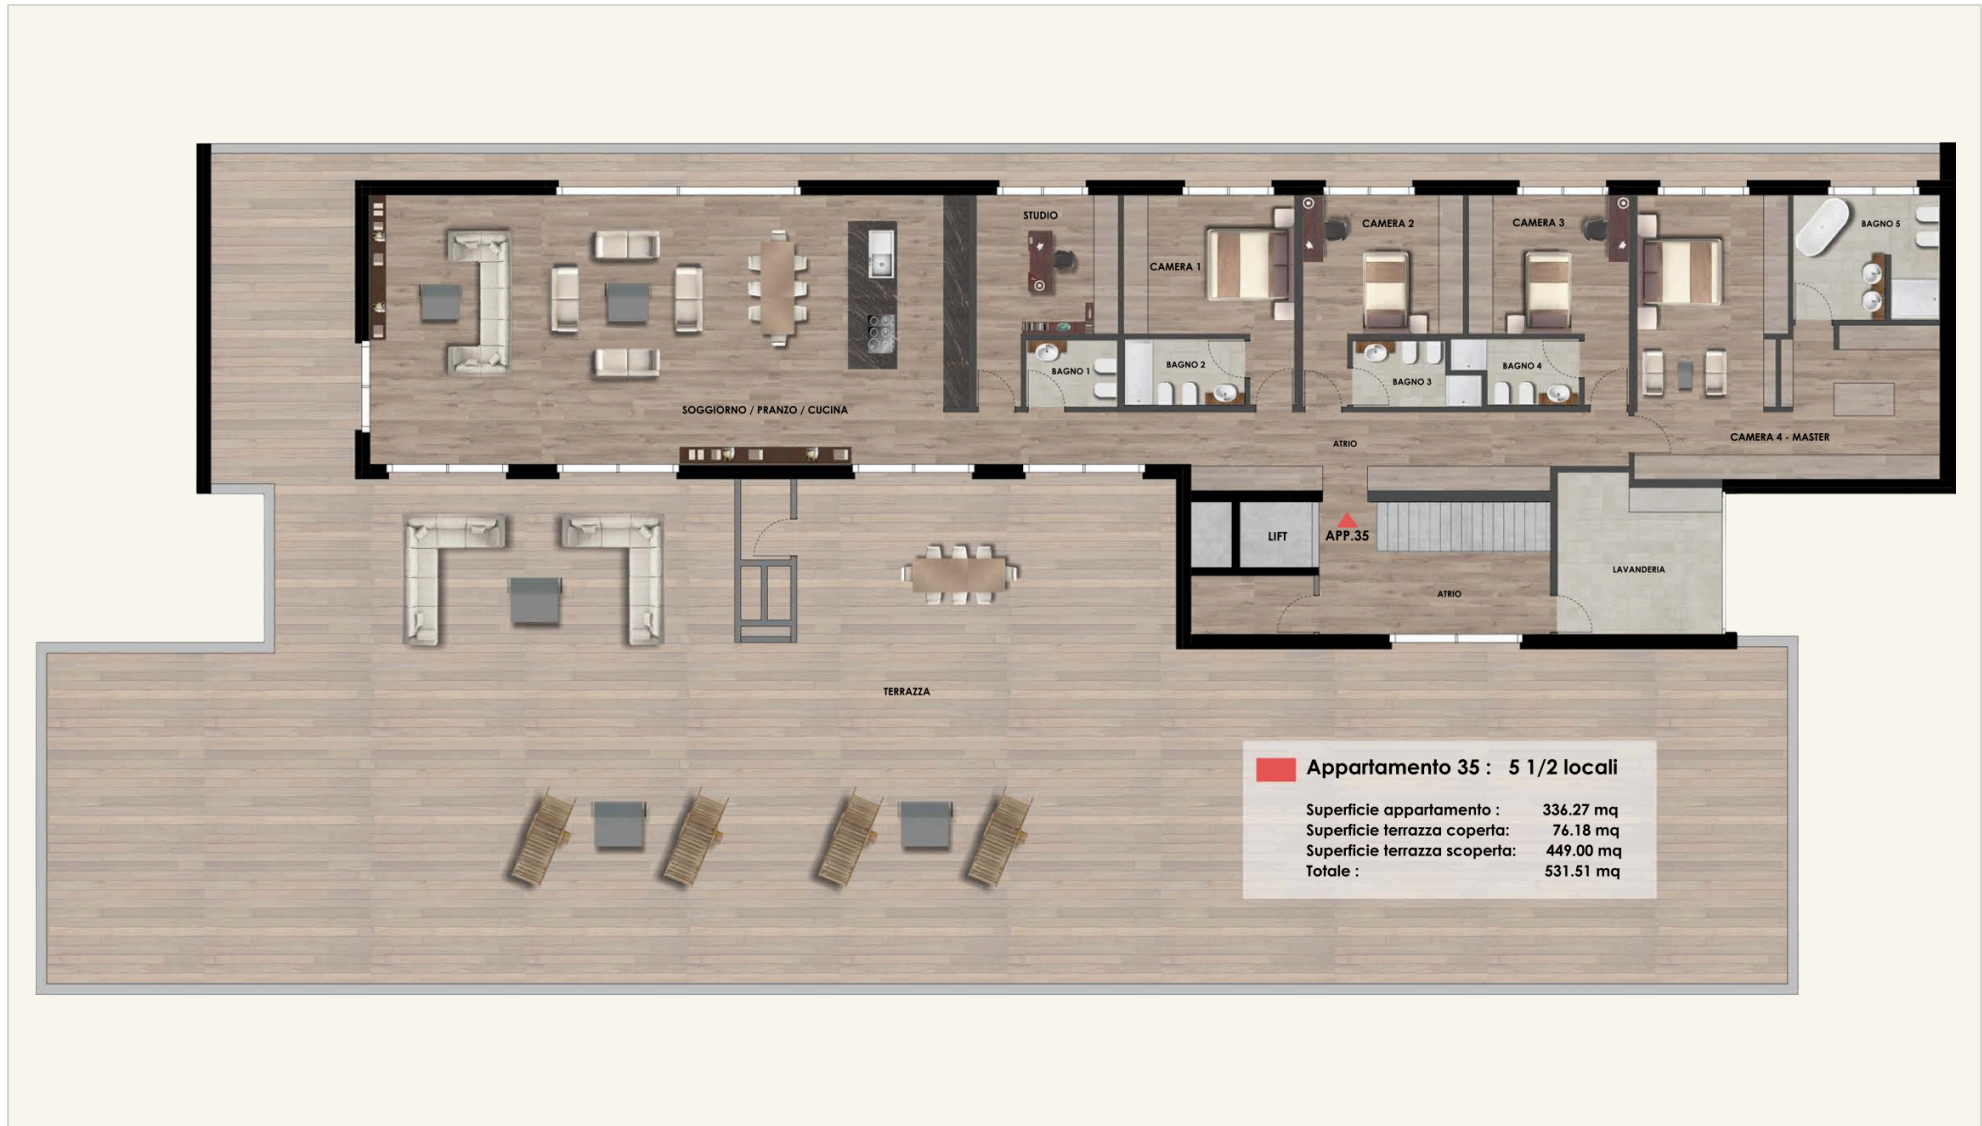 STUDIO
CAMERA 1
CAMERA 2
CAMERA 3
BAGNO 5
BAGNO 1
BAGNO 2
BAGNO 3
BAGNO 4
SOGGIORNO / PRANZO / CUCINA
ATRIO
CAMERA 4 - MASTER
LIFT
APP.35
LAVANDERIA
ATRIO
TERRAZZA
Appartamento 35 : 5 1/2 locali
Superficie appartamento : 336.27 mq
Superficie terrazza coperta: 76.18 mq
Superficie terrazza scoperta: 449.00 mq
Totale : 531.51 mq